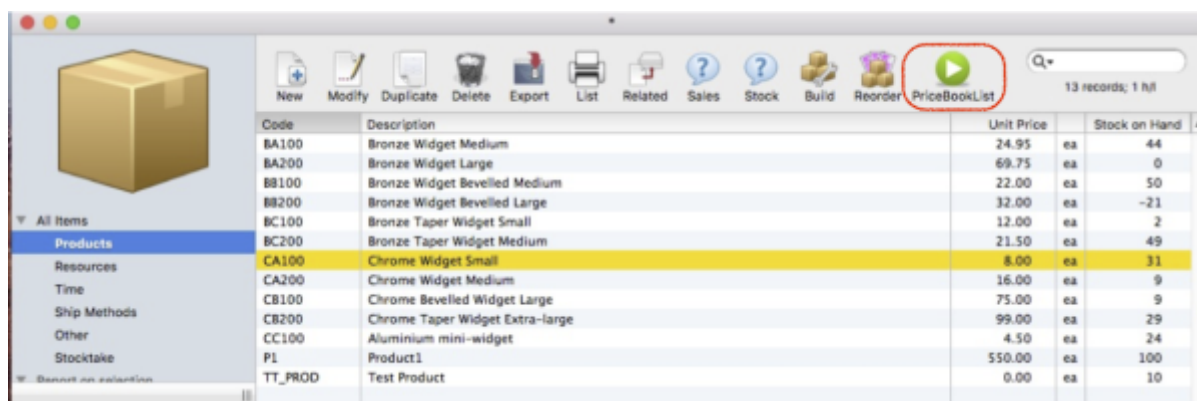 New Modify Duplicate Delete Export List Related Sales Stock Build Reorder PriceBookList
13 records; 1 h/l
Code Description Unit Price Stock on Hand
BA100 Bronze Widget Medium 24.95 ea 44
BA200 Bronze Widget Large 69.75 ea 0
BB100 Bronze Widget Bevelled Medium 22.00 ea 50
BB200 Bronze Widget Bevelled Large 32.00 ea -21
BC100 Bronze Taper Widget Small 12.00 ea 2
BC200 Bronze Taper Widget Medium 21.50 ea 49
CA100 Chrome Widget Small 8.00 ea 31
CA200 Chrome Widget Medium 16.00 ea 9
CB100 Chrome Bevelled Widget Large 75.00 ea 9
CB200 Chrome Taper Widget Extra-large 99.00 ea 29
CC100 Aluminium mini-widget 4.50 ea 24
P1 Product1 550.00 ea 100
TT_PROD Test Product 0.00 ea 10
All Items
Products
Resources
Time
Ship Methods
Other
Stocktake
Report on selection